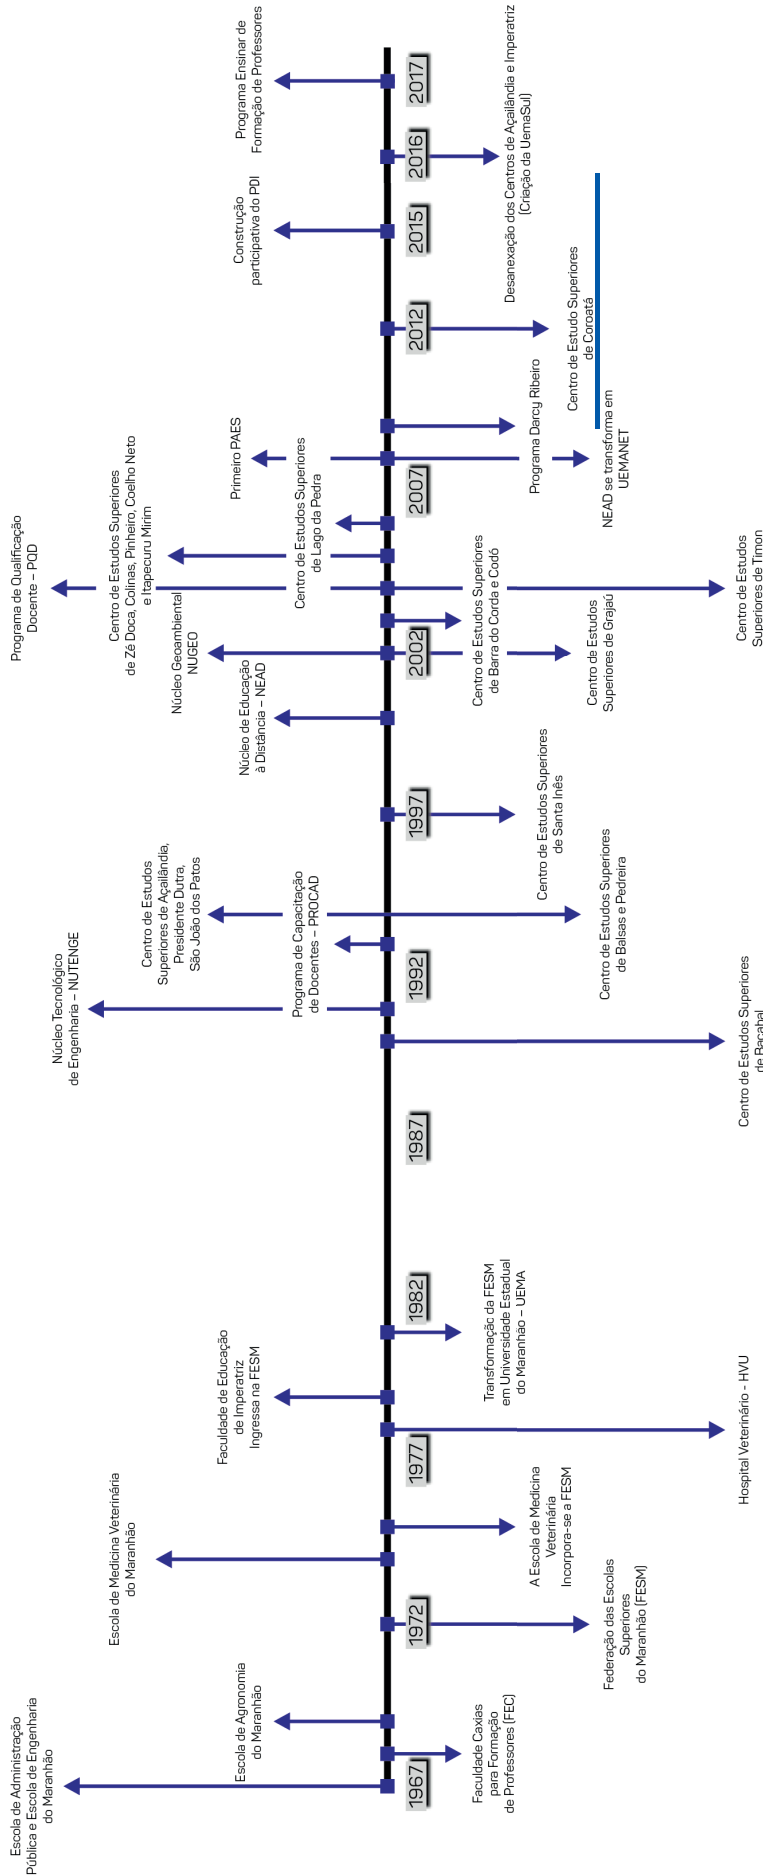 Escola de Administração
Pública e Escola de Engenharia
do Maranhão
Escola de Agronomia
do Maranhão
Escola de Medicina Veterinária
do Maranhão
Faculdade de Educação
de Imperatriz
Ingressa na FESM
Núcleo Tecnológico
de Engenharia – NUTENGE
Programa de Capacitação
de Docentes – PROCAD
Centro de Estudos
Superiores de Açailândia,
Presidente Dutra,
São João dos Patos
Núcleo de Educação
à Distância – NEAD
Núcleo Geoambiental
NUGEO
Programa de Qualificação
Docente – PQD
Centro de Estudos Superiores
de Zé Doca, Colinas, Pinheiro, Coelho Neto
e Itapecuru Mirim
Centro de Estudos Superiores
de Lago da Pedra
Primeiro PAES
Construção
participativa do PDI
Programa Ensinar de
Formação de Professores
1967
1972
1977
1982
1987
1992
1997
2002
2007
2012
2015
2016
2017
Faculdade Caxias
para Formação
de Professores (FEC)
Federação das Escolas
Superiores
do Maranhão (FESM)
A Escola de Medicina
Veterinária
Incorpora-se a FESM
Hospital Veterinário - HVU
Transformação da FESM
em Universidade Estadual
do Maranhão – UEMA
Centro de Estudos Superiores
de Bacabal
Centro de Estudos Superiores
de Balsas e Pedreira
Centro de Estudos Superiores
de Santa Inês
Centro de Estudos
Superiores de Grajaú
Centro de Estudos Superiores
de Barra do Corda e Codó
Centro de Estudos
Superiores de Timon
NEAD se transforma em
UEMANET
Programa Darcy Ribeiro
Centro de Estudo Superiores
de Coroatá
Desanexação dos Centros de Açailândia e Imperatriz
(Criação da UemaSul)